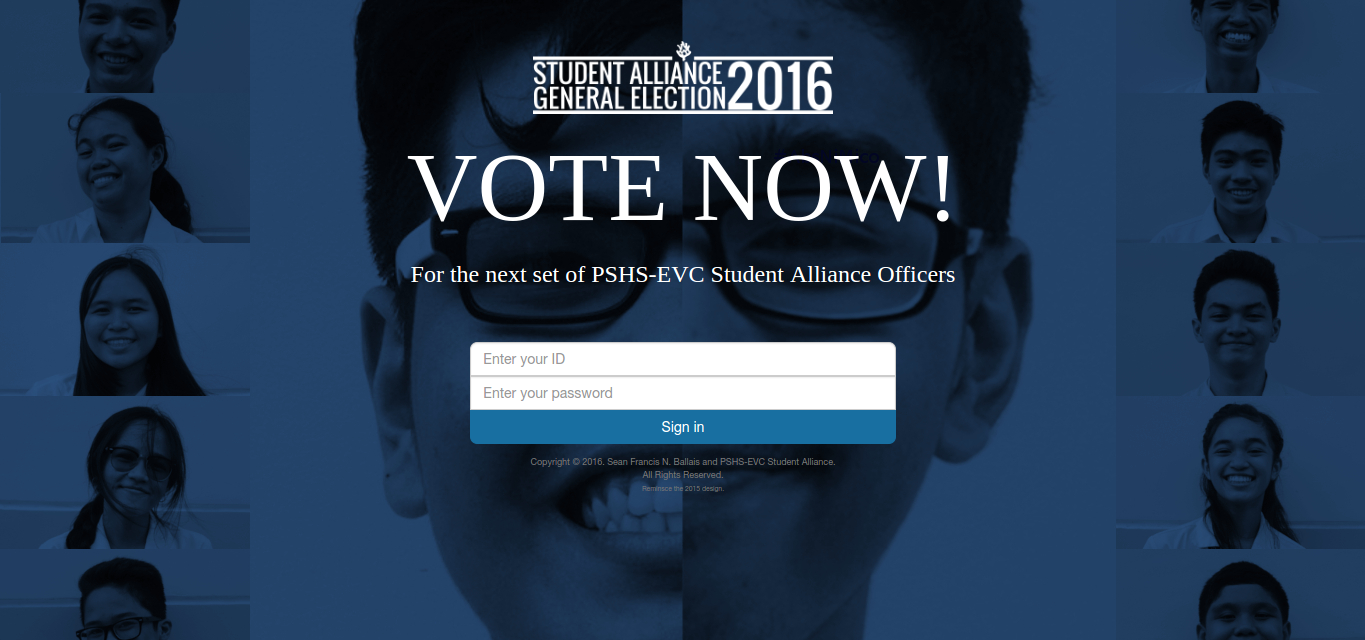 STUDENT ALLIANCE
GENERAL ELECTION 2016
VOTE NOW!
For the next set of PSHS-EVC Student Alliance Officers
Enter your ID
Enter your password
Sign in
Copyright © 2016. Sean Francis N. Ballais and PSHS-EVC Student Alliance.
All Rights Reserved.
Reminisce the 2015 design.